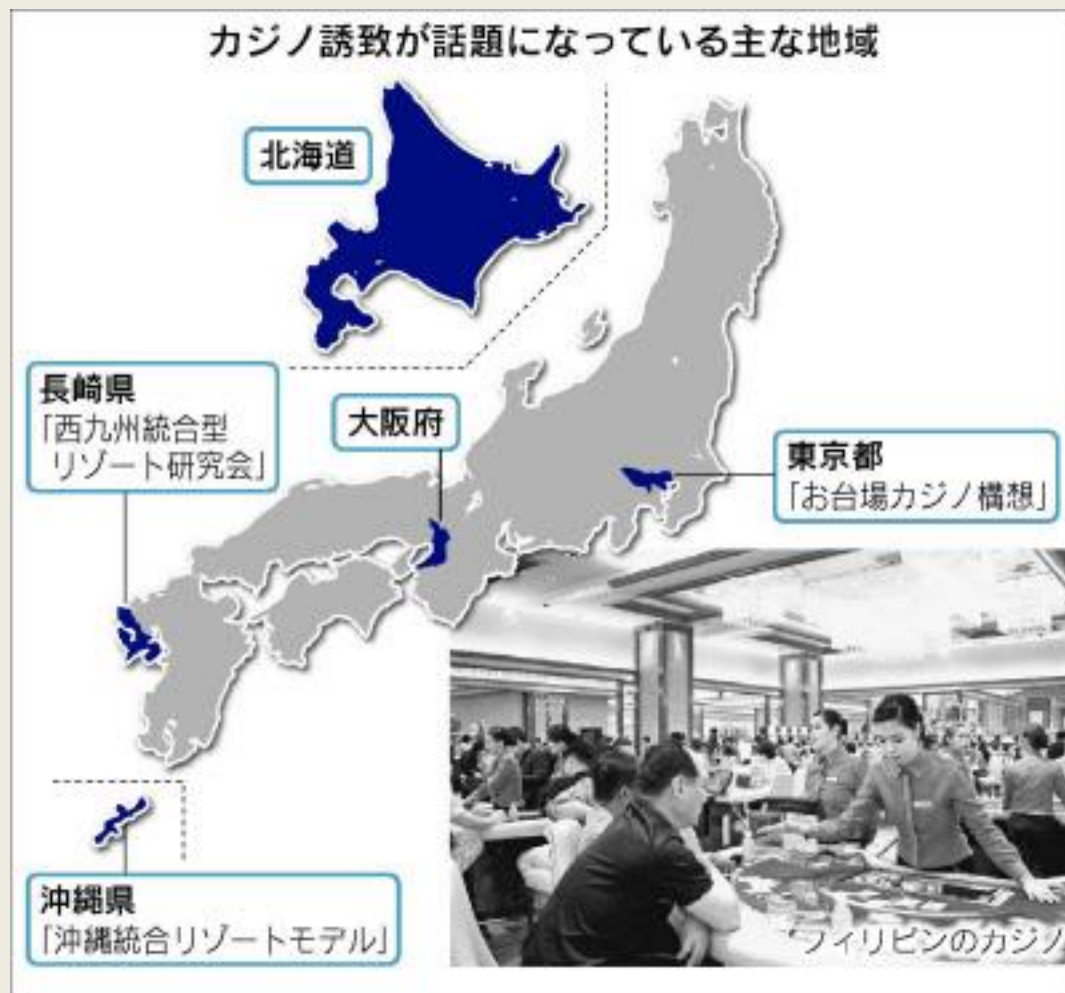 カジノ誘致が話題になっている主な地域
北海道
長崎県
「西九州統合型
リゾート研究会」
大阪府
東京都
「お台場カジノ構想」
沖縄県
「沖縄統合リゾートモデル」
フィリピンのカジノ